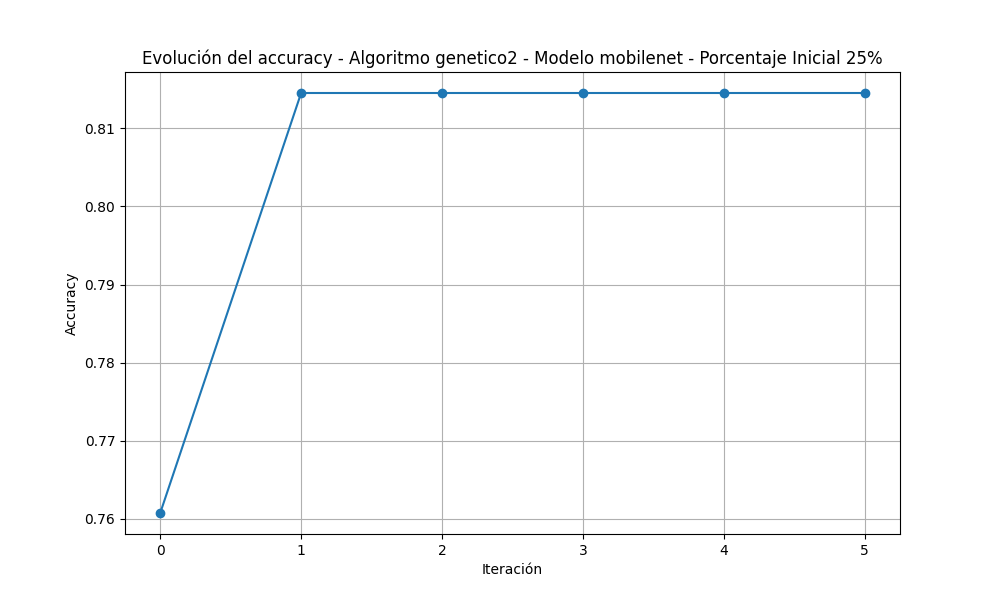 Evolución del accuracy - Algoritmo genetico2 - Modelo mobilenet - Porcentaje Inicial 25%
0.81
0.80
0.79
0.78
0.77
0.76
Accuracy
0 1 2 3 4 5
Iteración